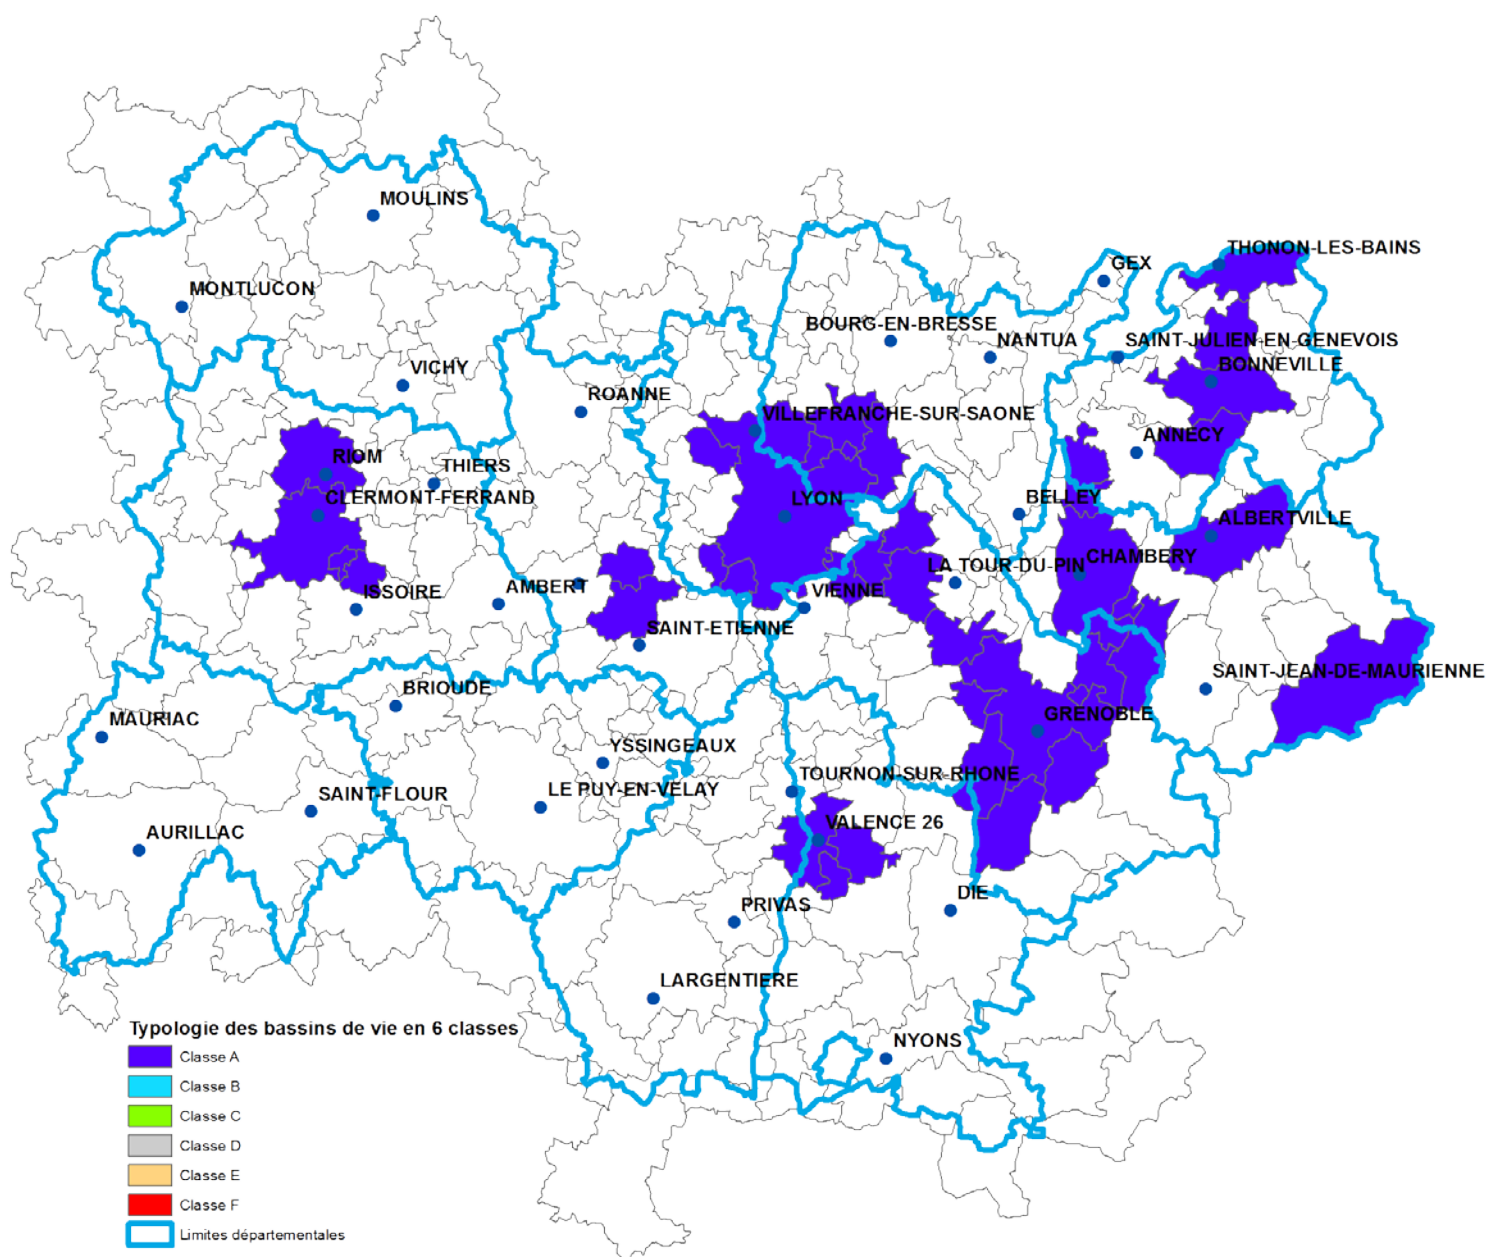 MOULINS
THONON-LES-BAINS
GEX
MONTLUCON
BOURG-EN-BRESSE
NANTUA
SAINT-JULIEN-EN-GENEVOIS
BONNEVILLE
VICHY
ROANNE
VILLEFRANCHE-SUR-SAONE
ANNECY
RIOM
THIERS
CLERMONT-FERRAND
LYON
BELLEY
ALBERTVILLE
CHAMBERY
LA TOUR-DU-PIN
ISSOIRE
AMBERT
VIENNE
SAINT-ETIENNE
SAINT-JEAN-DE-MAURIENNE
BRIOUDE
MAURIAC
GRENOBLE
YSSINGEAUX
TOURNON-SUR-RHONE
SAINT-FLOUR
LE PUY-EN-VELAY
VALENCE 26
AURILLAC
DIE
PRIVAS
LARGENTIERE
NYONS
Typologie des bassins de vie en 6 classes
Classe A
Classe B
Classe C
Classe D
Classe E
Classe F
Limites départementales